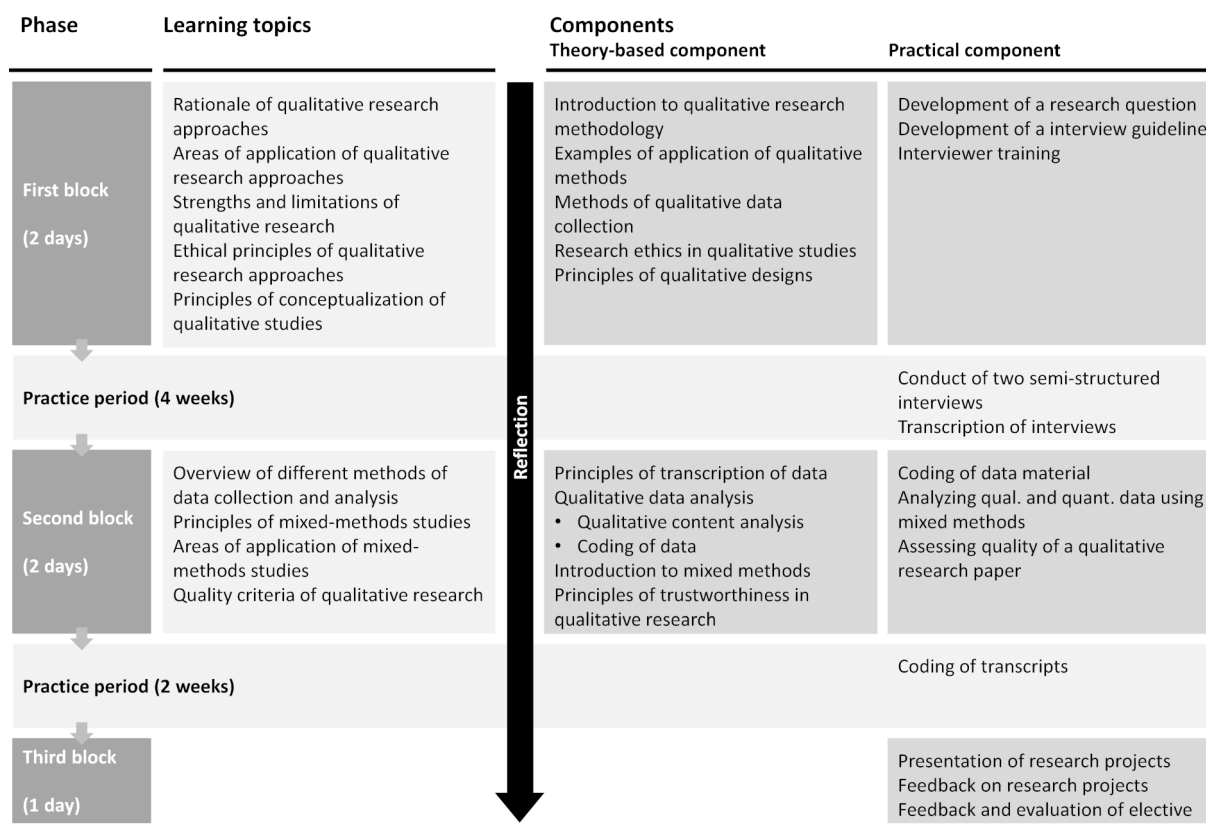 Phase
Learning topics
Components
Theory-based component
Practical component
First block
(2 days)
Rationale of qualitative research
approaches
Areas of application of qualitative
research approaches
Strengths and limitations of
qualitative research
Ethical principles of qualitative
research approaches
Principles of conceptualization of
qualitative studies
Reflection
Introduction to qualitative research
methodology
Examples of application of qualitative
methods
Methods of qualitative data
collection
Research ethics in qualitative studies
Principles of qualitative designs
Development of a research question
Development of a interview guideline
Interviewer training
Practice period (4 weeks)
Conduct of two semi-structured
interviews
Transcription of interviews
Second block
(2 days)
Overview of different methods of
data collection and analysis
Principles of mixed-methods studies
Areas of application of mixed-
methods studies
Quality criteria of qualitative research
Principles of transcription of data
Qualitative data analysis
• Qualitative content analysis
• Coding of data
Introduction to mixed methods
Principles of trustworthiness in
qualitative research
Coding of data material
Analyzing qual. and quant. data using
mixed methods
Assessing quality of a qualitative
research paper
Practice period (2 weeks)
Coding of transcripts
Third block
(1 day)
Presentation of research projects
Feedback on research projects
Feedback and evaluation of elective